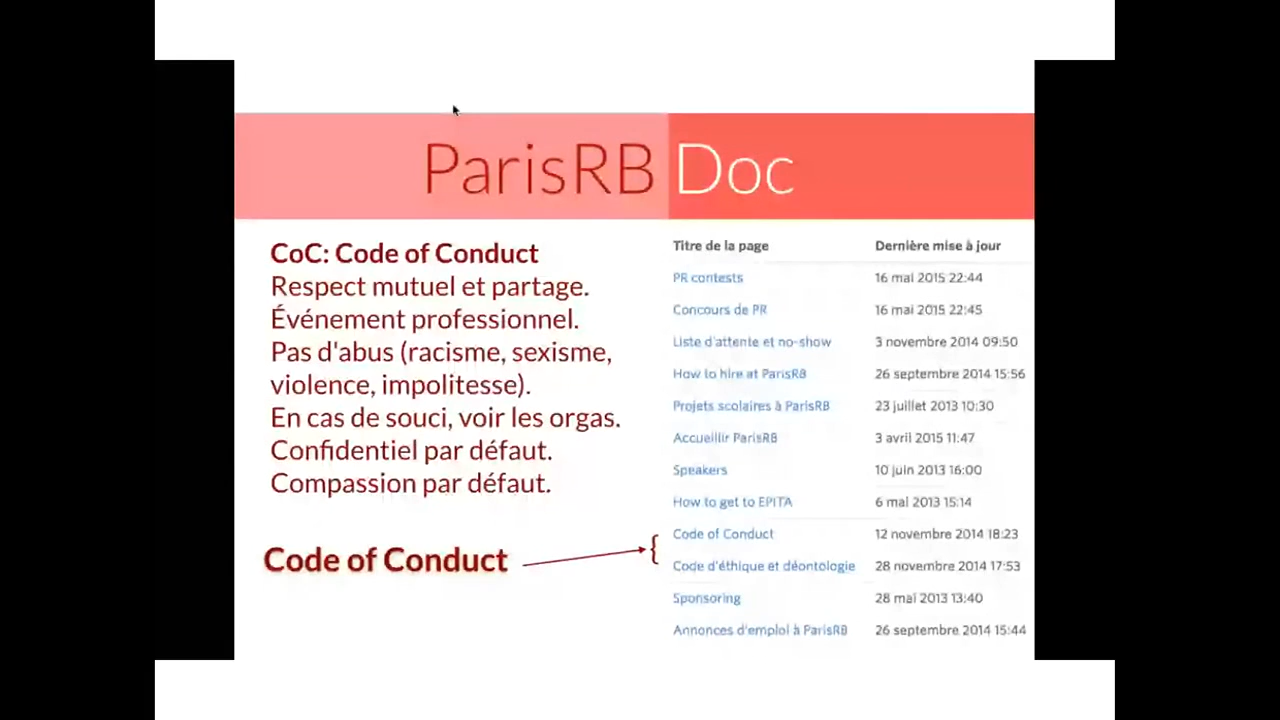 ParisRB Doc
CoC: Code of Conduct
Respect mutuel et partage.
Événement professionnel.
Pas d'abus (racisme, sexisme,
violence, impolitesse).
En cas de souci, voir les orgas.
Confidentiel par défaut.
Compassion par défaut.
Code of Conduct
Titre de la page Dernière mise à jour
PR contests 16 mai 2015 22:44
Concours de PR 16 mai 2015 22:45
Liste d'attente et no-show 3 novembre 2014 09:50
How to hire at ParisRB 26 septembre 2014 15:56
Projets scolaires à ParisRB 23 juillet 2013 10:30
Accueillir ParisRB 3 avril 2015 11:47
Speakers 10 juin 2013 16:00
How to get to EPITA 6 mai 2013 15:14
Code of Conduct 12 novembre 2014 18:23
Code d'éthique et déontologie 28 novembre 2014 17:53
Sponsoring 28 mai 2013 13:40
Annonces d'emploi à ParisRB 26 septembre 2014 15:44